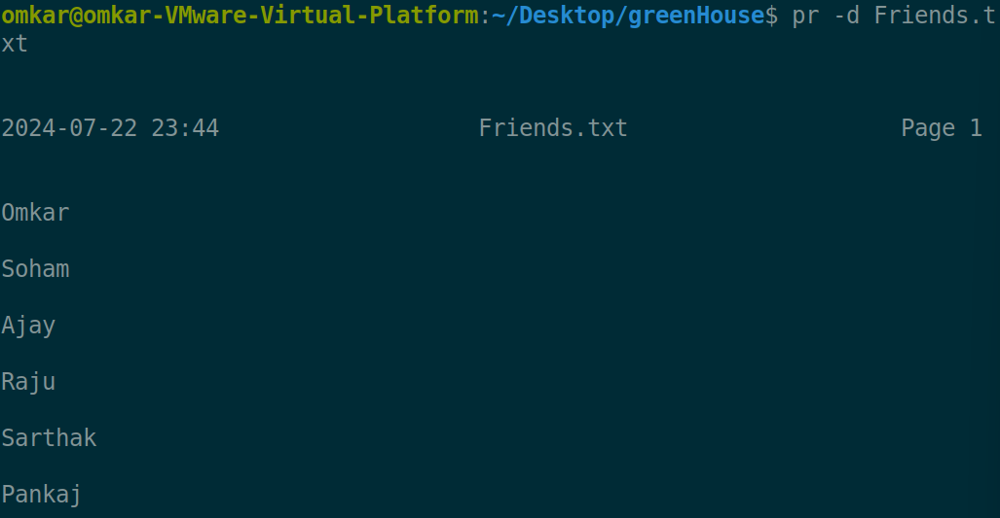 omkar@omkar-VMware-Virtual-Platform:~/Desktop/greenHouse$ pr -d Friends.t
xt
2024-07-22 23:44 Friends.txt Page 1
Omkar
Soham
Ajay
Raju
Sarthak
Pankaj